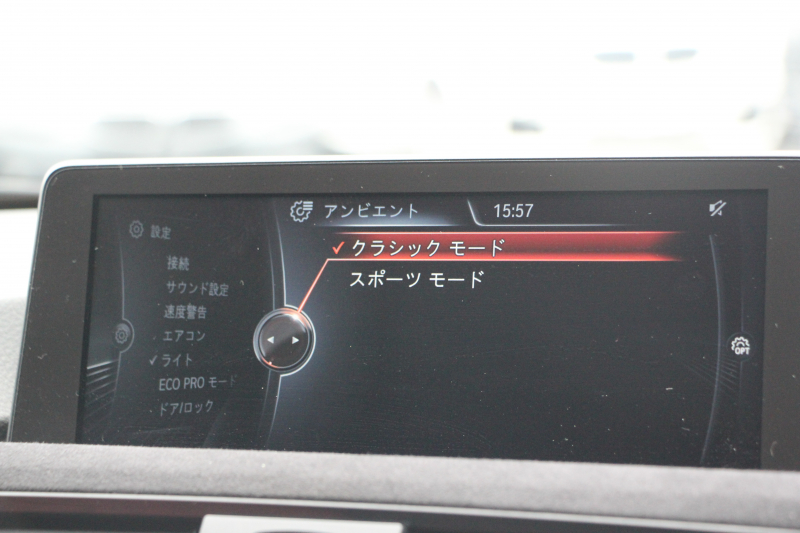 アンビエント 15:57
設定
接続
サウンド設定
速度警告
エアコン
✓ライト
ECO PRO モード
ドア/ロック
✓クラシック モード
スポーツ モード
OPT